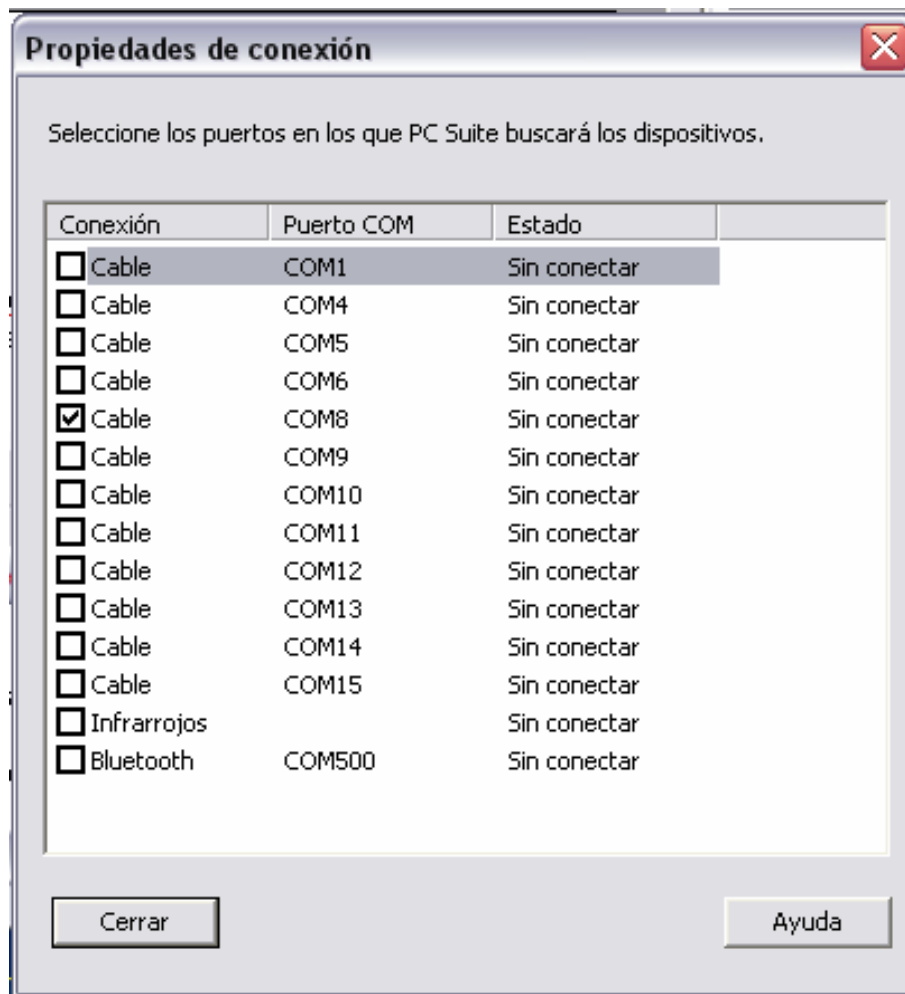 Propiedades de conexión
Seleccione los puertos en los que PC Suite buscará los dispositivos.
Conexión Puerto COM Estado
Cable COM1 Sin conectar
Cable COM4 Sin conectar
Cable COM5 Sin conectar
Cable COM6 Sin conectar
Cable COM8 Sin conectar
Cable COM9 Sin conectar
Cable COM10 Sin conectar
Cable COM11 Sin conectar
Cable COM12 Sin conectar
Cable COM13 Sin conectar
Cable COM14 Sin conectar
Cable COM15 Sin conectar
Infrarrojos Sin conectar
Bluetooth COM500 Sin conectar
Cerrar Ayuda